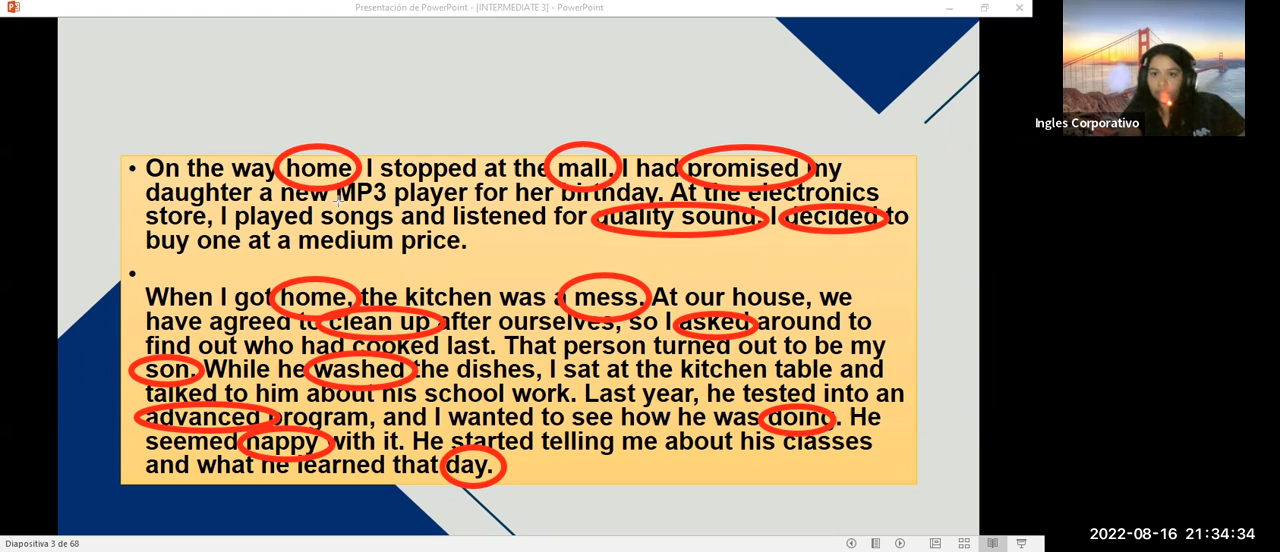 Presentación de PowerPoint - [INTERMEDIATE 3] - PowerPoint
Ingles Corporativo
• On the way home, I stopped at the mall. I had promised my
daughter a new MP3 player for her birthday. At the electronics
store, I played songs and listened for quality sound. I decided to
buy one at a medium price.
•
When I got home, the kitchen was a mess. At our house, we
have agreed to clean up after ourselves, so I asked around to
find out who had cooked last. That person turned out to be my
son. While he washed the dishes, I sat at the kitchen table and
talked to him about his school work. Last year, he tested into an
advanced program, and I wanted to see how he was doing. He
seemed happy with it. He started telling me about his classes
and what he learned that day.
2022-08-16 21:34:34
Diapositiva 3 de 68